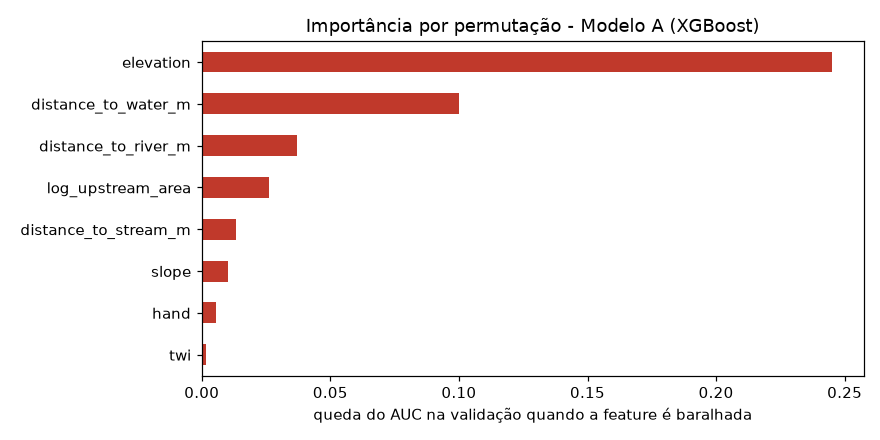 Importância por permutação - Modelo A (XGBoost)
elevation
distance_to_water_m
distance_to_river_m
log_upstream_area
distance_to_stream_m
slope
hand
twi
0.00 0.05 0.10 0.15 0.20 0.25
queda do AUC na validação quando a feature é baralhada